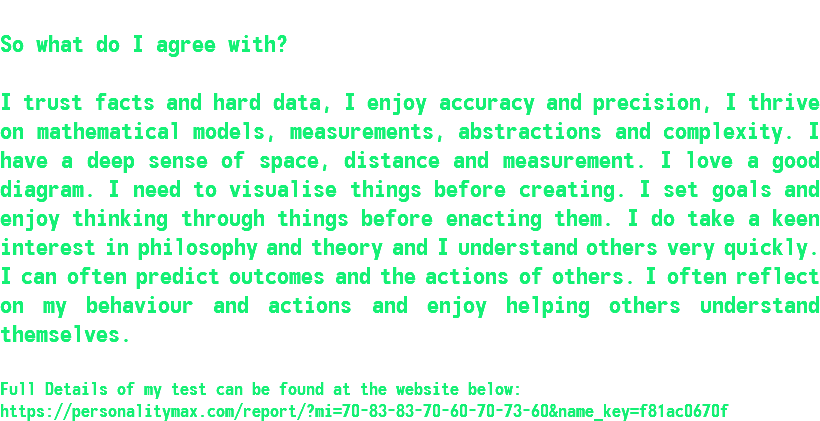 So what do I agree with?
I trust facts and hard data, I enjoy accuracy and precision, I thrive
on mathematical models, measurements, abstractions and complexity. I
have a deep sense of space, distance and measurement. I love a good
diagram. I need to visualise things before creating. I set goals and
enjoy thinking through things before enacting them. I do take a keen
interest in philosophy and theory and I understand others very quickly.
I can often predict outcomes and the actions of others. I often reflect
on my behaviour and actions and enjoy helping others understand
themselves.
Full Details of my test can be found at the website below:
https://personalitymax.com/report/?mi=70-83-83-70-60-70-73-60&name_key=f81ac0670f